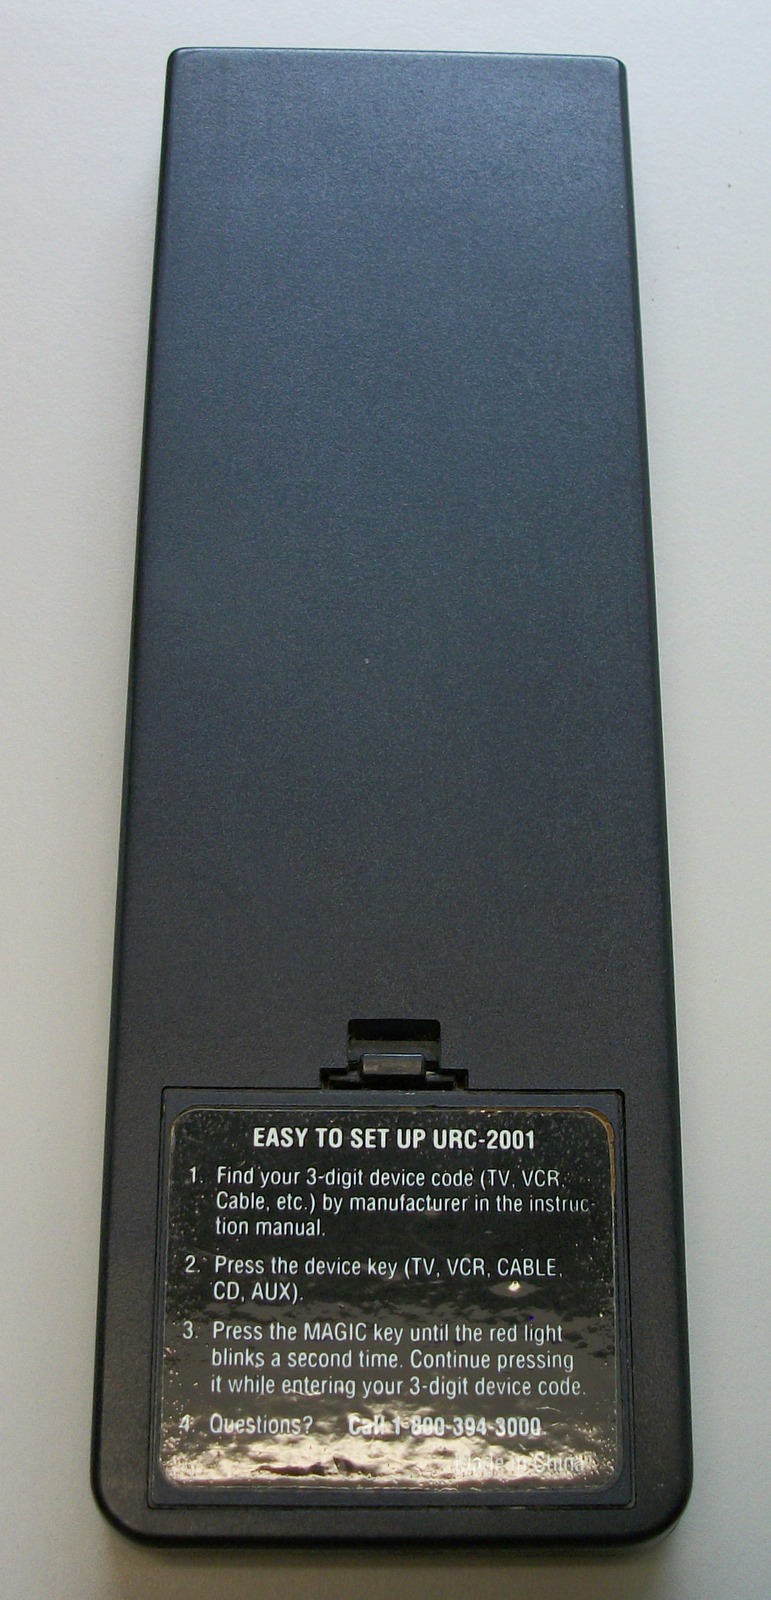 EASY TO SET UP URC-2001
1. Find your 3-digit device code (TV, VCR,
Cable, etc.) by manufacturer in the instruc-
tion manual.
2. Press the device key (TV, VCR, CABLE,
CD, AUX).
3. Press the MAGIC key until the red light
blinks a second time. Continue pressing
it while entering your 3-digit device code.
4. Questions? Call 1-800-394-3000.
Made in China